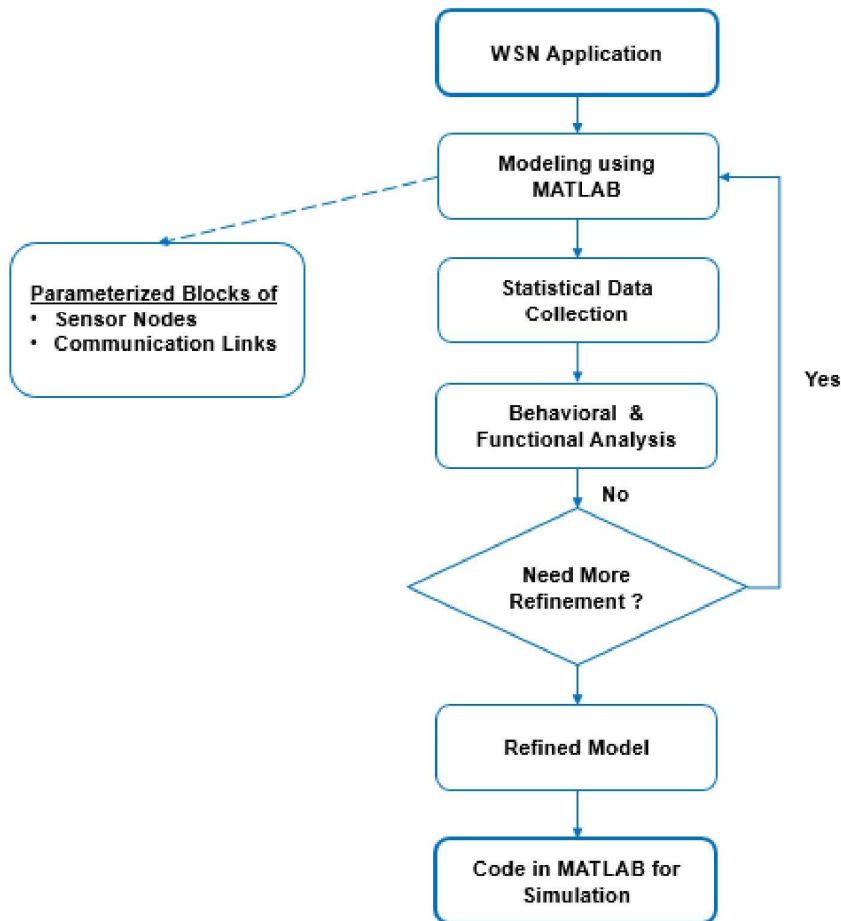 WSN Application
Modeling using
MATLAB
Parameterized Blocks of
• Sensor Nodes
• Communication Links
Statistical Data
Collection
Yes
Behavioral & 
Functional Analysis
No
Need More
Refinement ?
Refined Model
Code in MATLAB for
Simulation